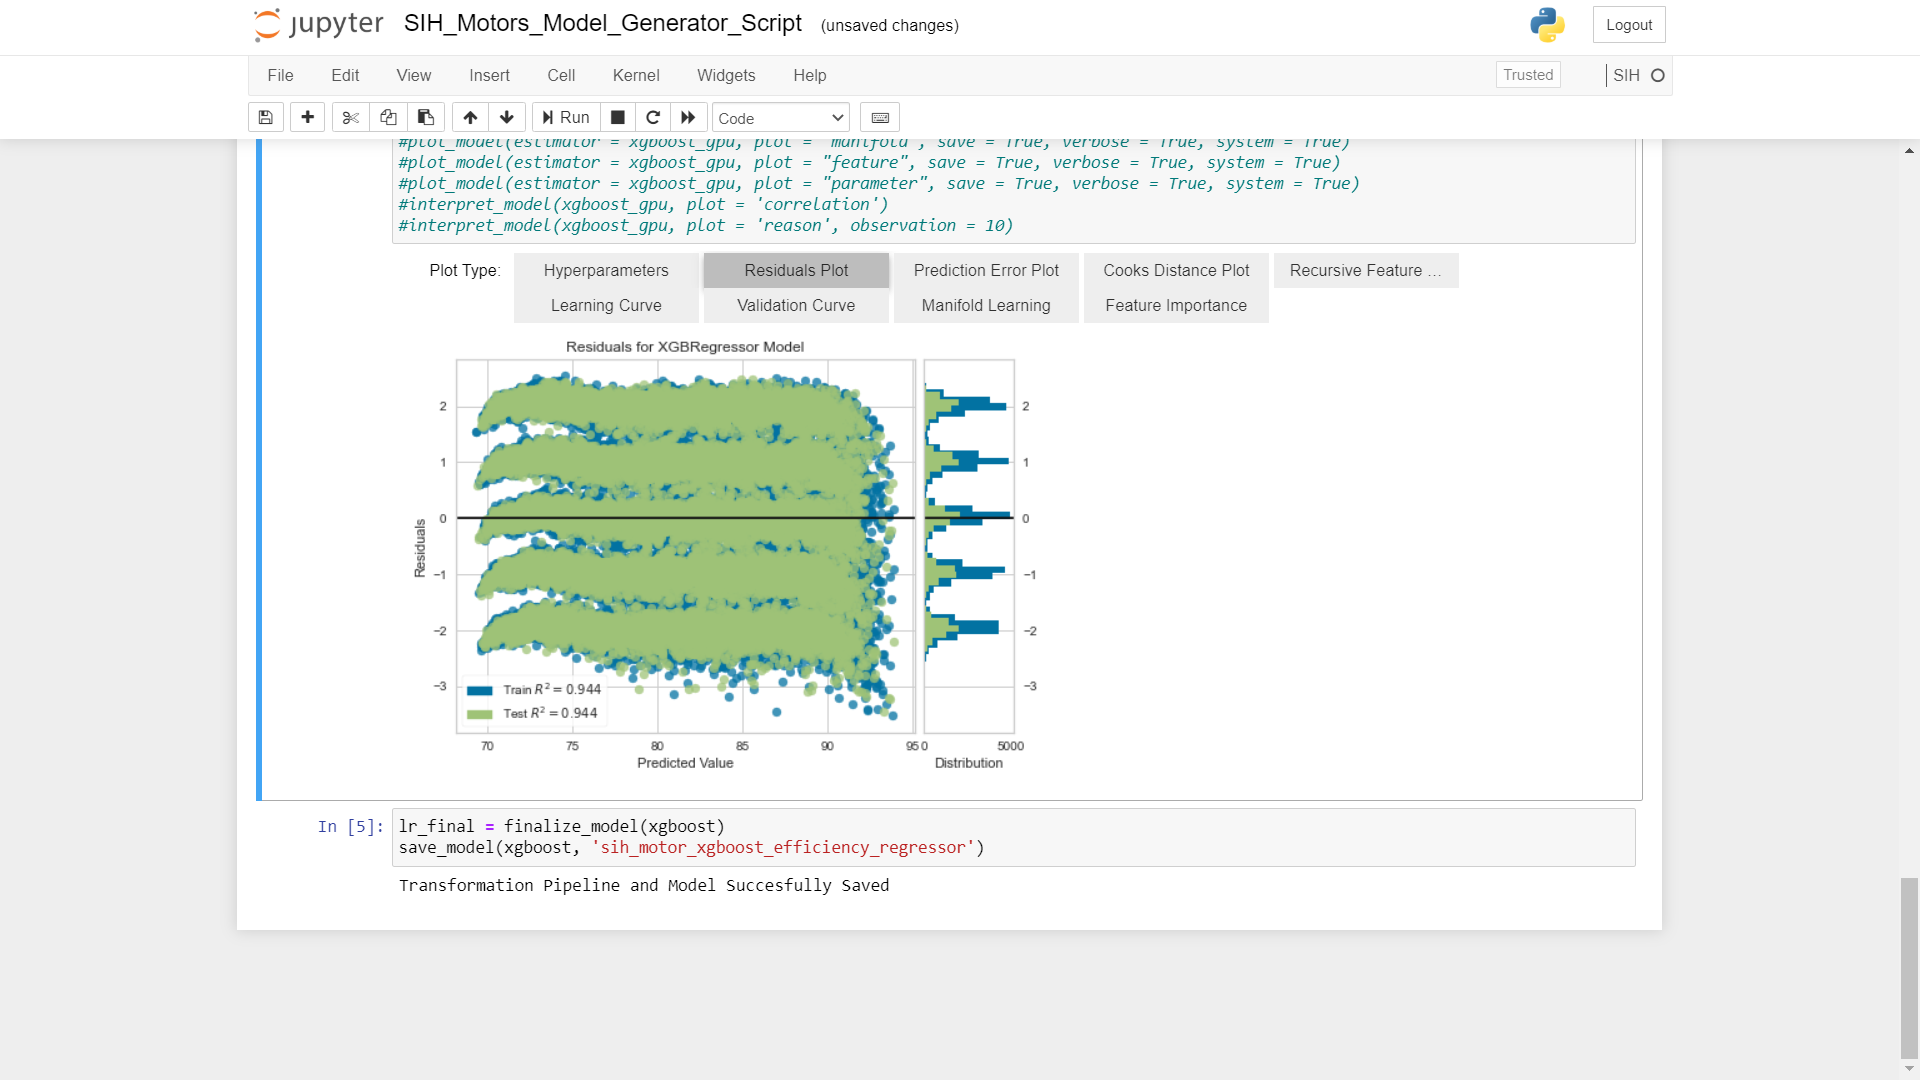 jupyter SIH_Motors_Model_Generator_Script (unsaved changes) Logout
File Edit View Insert Cell Kernel Widgets Help Trusted SIH
Run Code
#plot_model(estimator = xgboost_gpu, plot = "manifold", save = True, verbose = True, system = True)
#plot_model(estimator = xgboost_gpu, plot = "feature", save = True, verbose = True, system = True)
#plot_model(estimator = xgboost_gpu, plot = "parameter", save = True, verbose = True, system = True)
#interpret_model(xgboost_gpu, plot = 'correlation')
#interpret_model(xgboost_gpu, plot = 'reason', observation = 10)
Plot Type: Hyperparameters Residuals Plot Prediction Error Plot Cooks Distance Plot Recursive Feature ...
Learning Curve Validation Curve Manifold Learning Feature Importance
Residuals for XGBRegressor Model
2 2
1 1
0 0
Residuals
−1 −1
−2 −2
−3 −3
Train R² = 0.944
Test R² = 0.944
70 75 80 85 90 95 0 5000
Predicted Value Distribution
In [5]: lr_final = finalize_model(xgboost)
save_model(xgboost, 'sih_motor_xgboost_efficiency_regressor')
Transformation Pipeline and Model Succesfully Saved